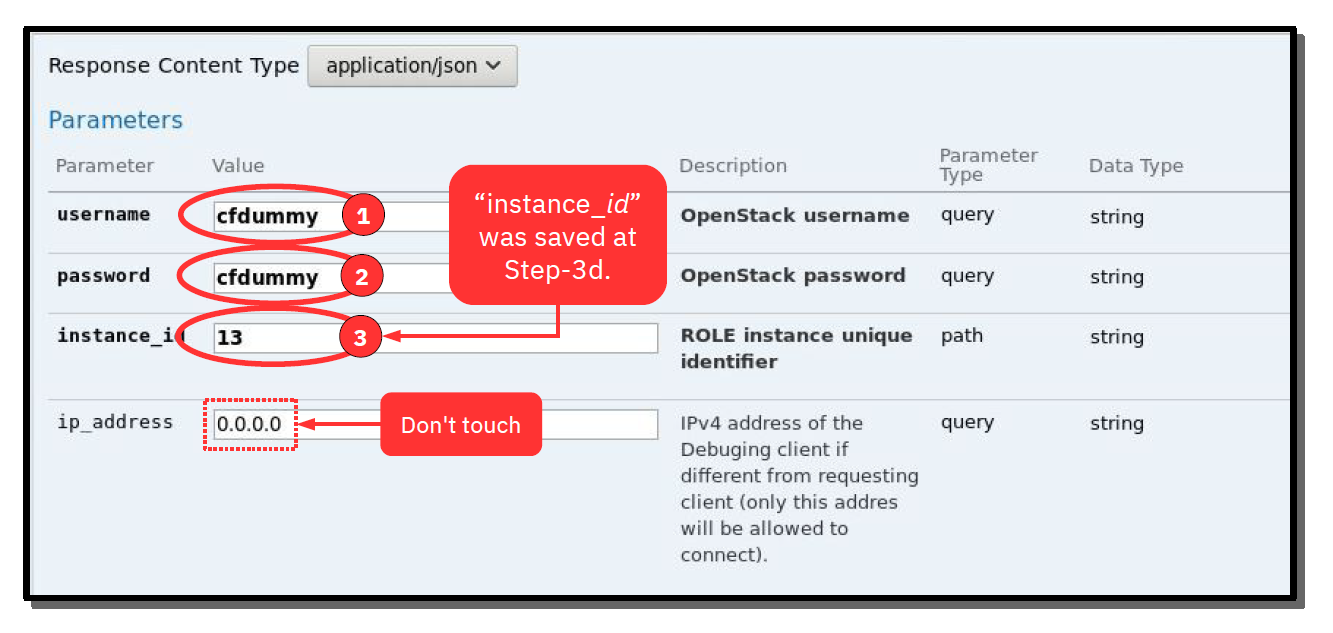 Response Content Type application/json
Parameters
Parameter Value Description Parameter Type Data Type
username cfdummy 1 OpenStack username query string
“instance_id”
was saved at
Step-3d.
password cfdummy 2 OpenStack password query string
instance_id 13 3 ROLE instance unique path string
identifier
ip_address 0.0.0.0 Don't touch IPv4 address of the query string
Debuging client if
different from requesting
client (only this addres
will be allowed to
connect).